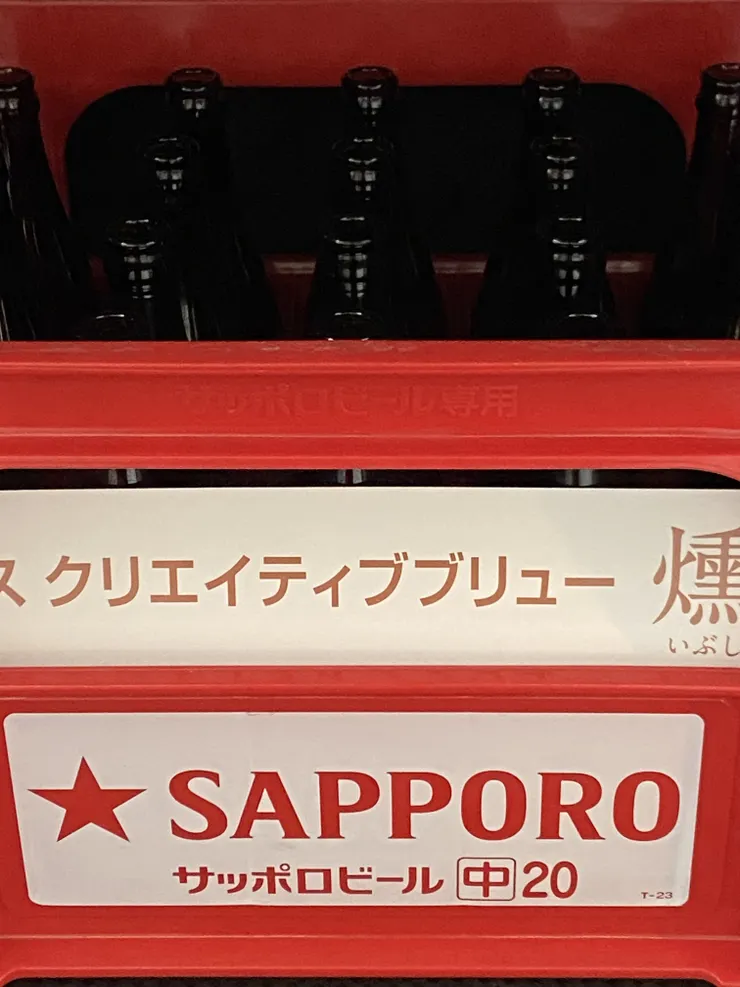 サッポロビール専用
ス クリエイティブブリュー 燻
いぶし
★ SAPPORO
サッポロビール 中 20
T-23